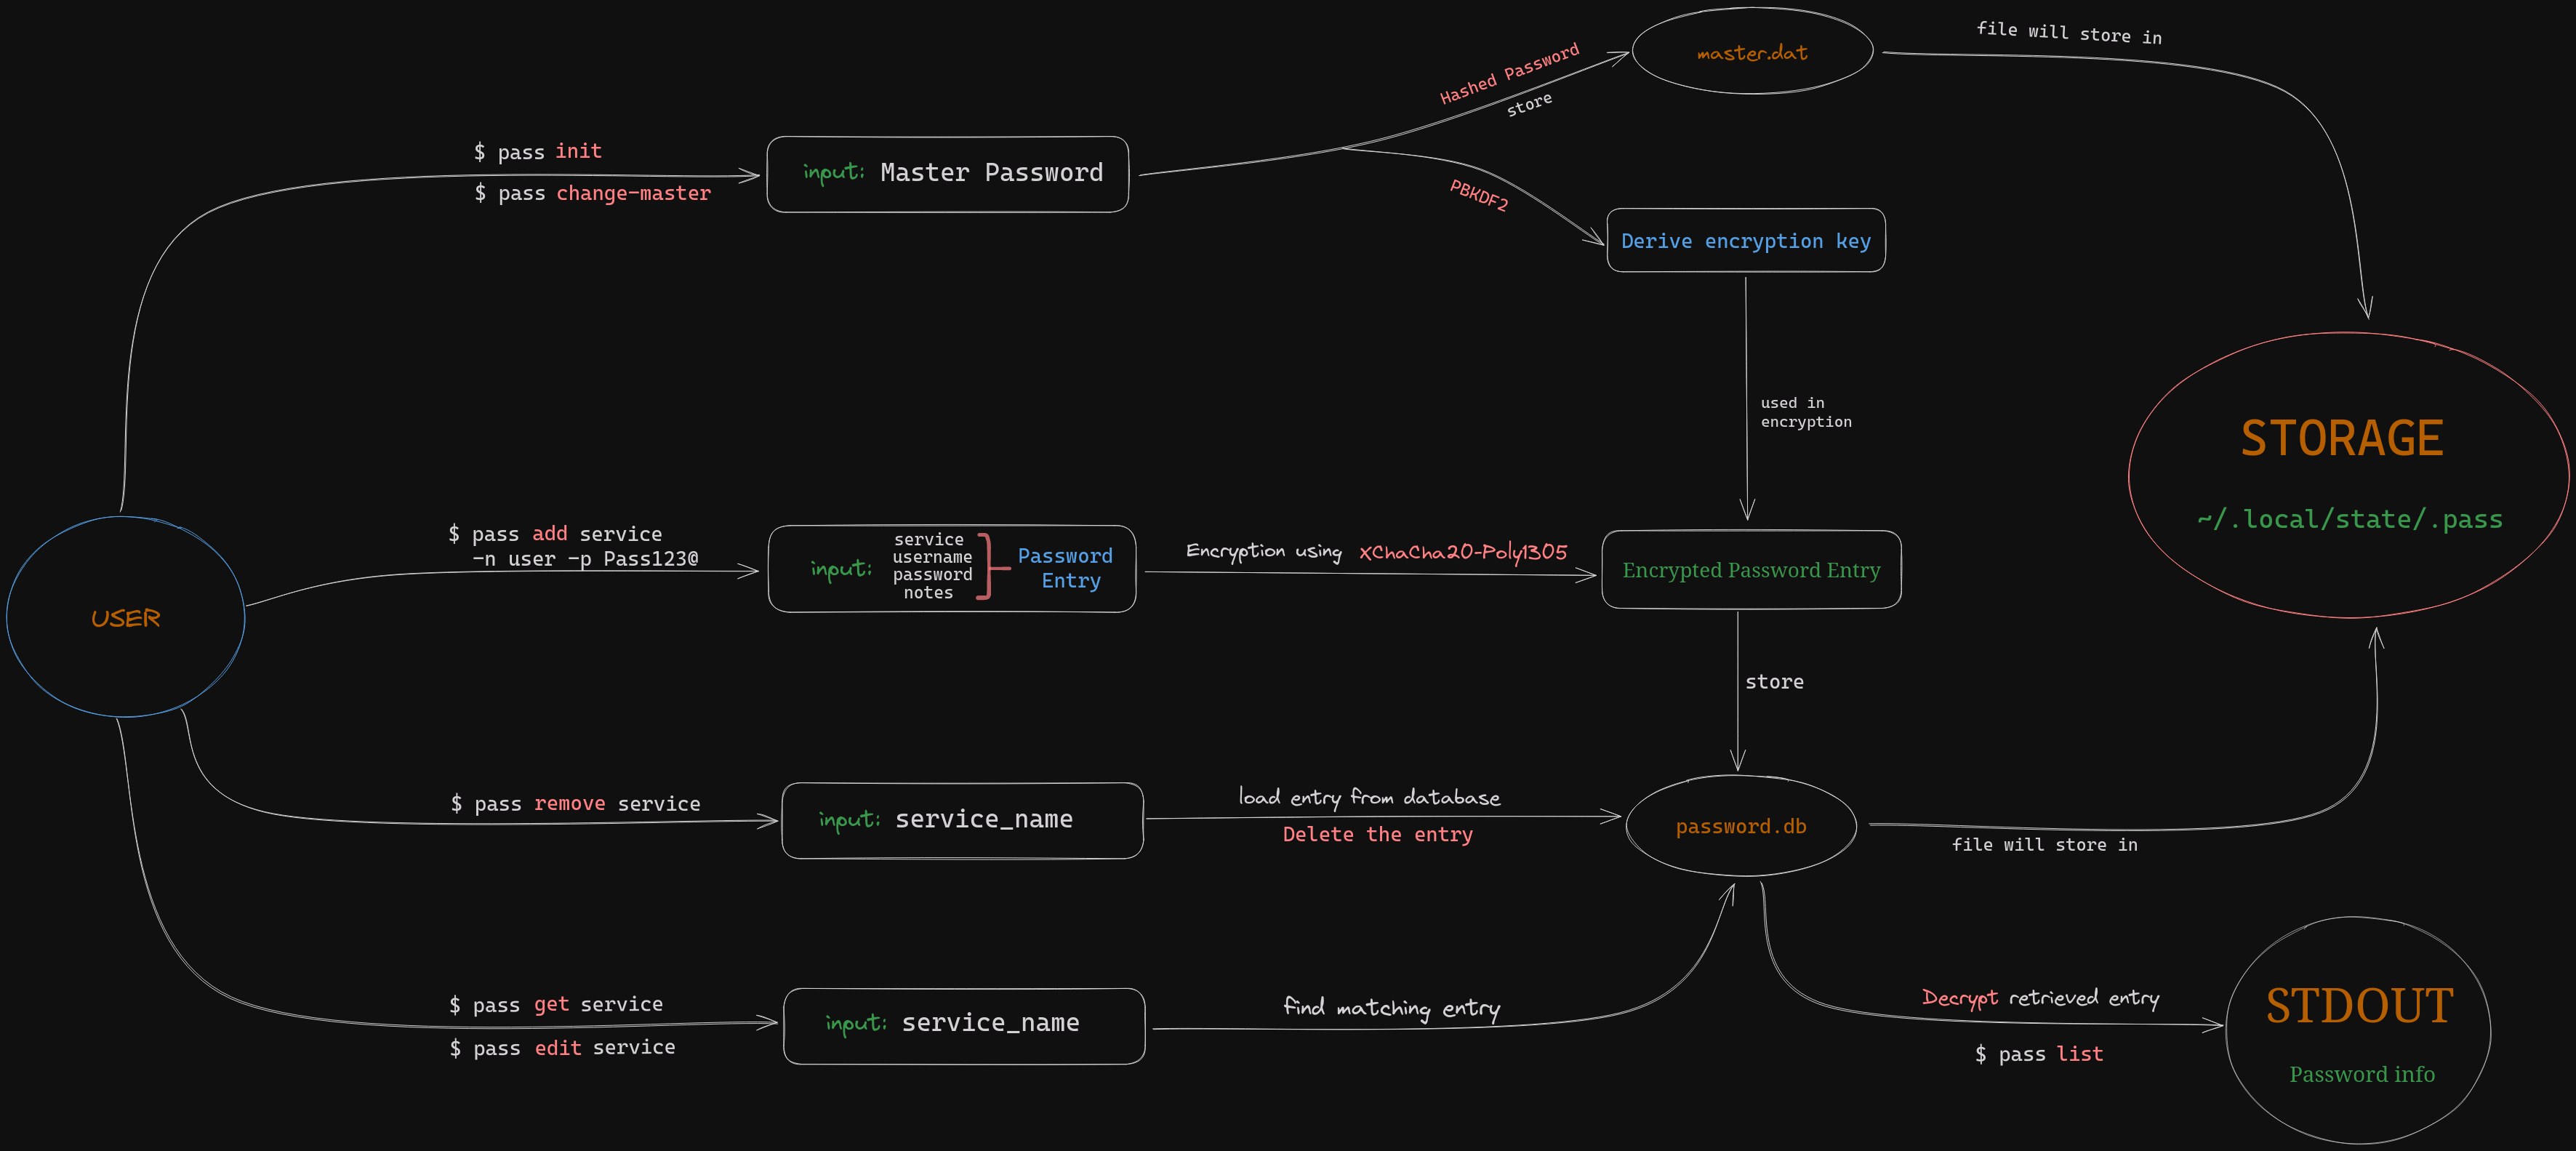 master.dat
file will store in
Hashed Password
store
$ pass init
$ pass change-master
input: Master Password
PBKDF2
Derive encryption key
used in
encryption
STORAGE
~/.local/state/.pass
$ pass add service
-n user -p Pass123@
input:
service
username
password
notes
Password
Entry
Encryption using XChaCha20-Poly1305
Encrypted Password Entry
USER
store
$ pass remove service
input: service_name
load entry from database
Delete the entry
password.db
file will store in
$ pass get service
$ pass edit service
input: service_name
find matching entry
Decrypt retrieved entry
$ pass list
STDOUT
Password info